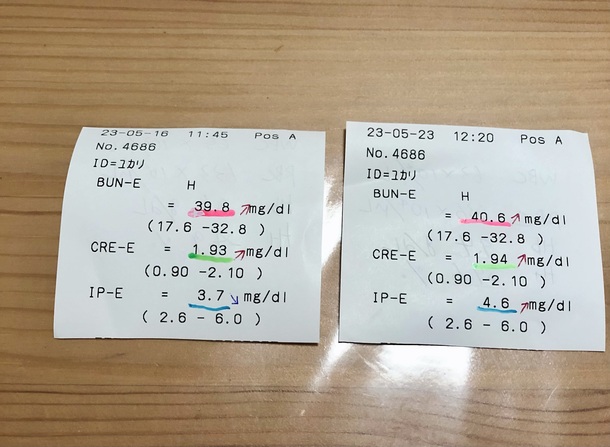 23-05-16 11:45 Pos A
No.4686
ID=ﾕｶﾘ
BUN-E H
= 39.8 ↗mg/dl
(17.6 -32.8 )
CRE-E = 1.93 ↗mg/dl
(0.90 -2.10 )
IP-E = 3.7 ↘ mg/dl
( 2.6 - 6.0 )
23-05-23 12:20 Pos A
No.4686
ID=ﾕｶﾘ
BUN-E H
= 40.6 ↗mg/dl
(17.6 -32.8 )
CRE-E = 1.94 ↗mg/dl
(0.90 -2.10 )
IP-E = 4.6 ↗mg/dl
( 2.6 - 6.0 )